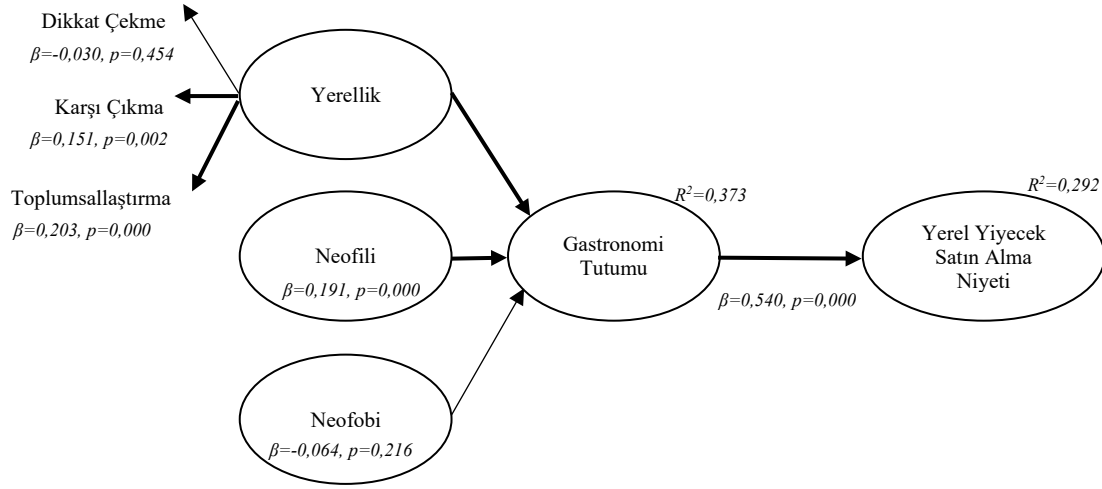 Dikkat Çekme
β=-0,030, p=0,454
Karşı Çıkma
β=0,151, p=0,002
Toplumsallaştırma
β=0,203, p=0,000
Yerellik
Neofili
β=0,191, p=0,000
Neofobi
β=-0,064, p=0,216
R²=0,373
Gastronomi
Tutumu
β=0,540, p=0,000
R²=0,292
Yerel Yiyecek
Satın Alma
Niyeti